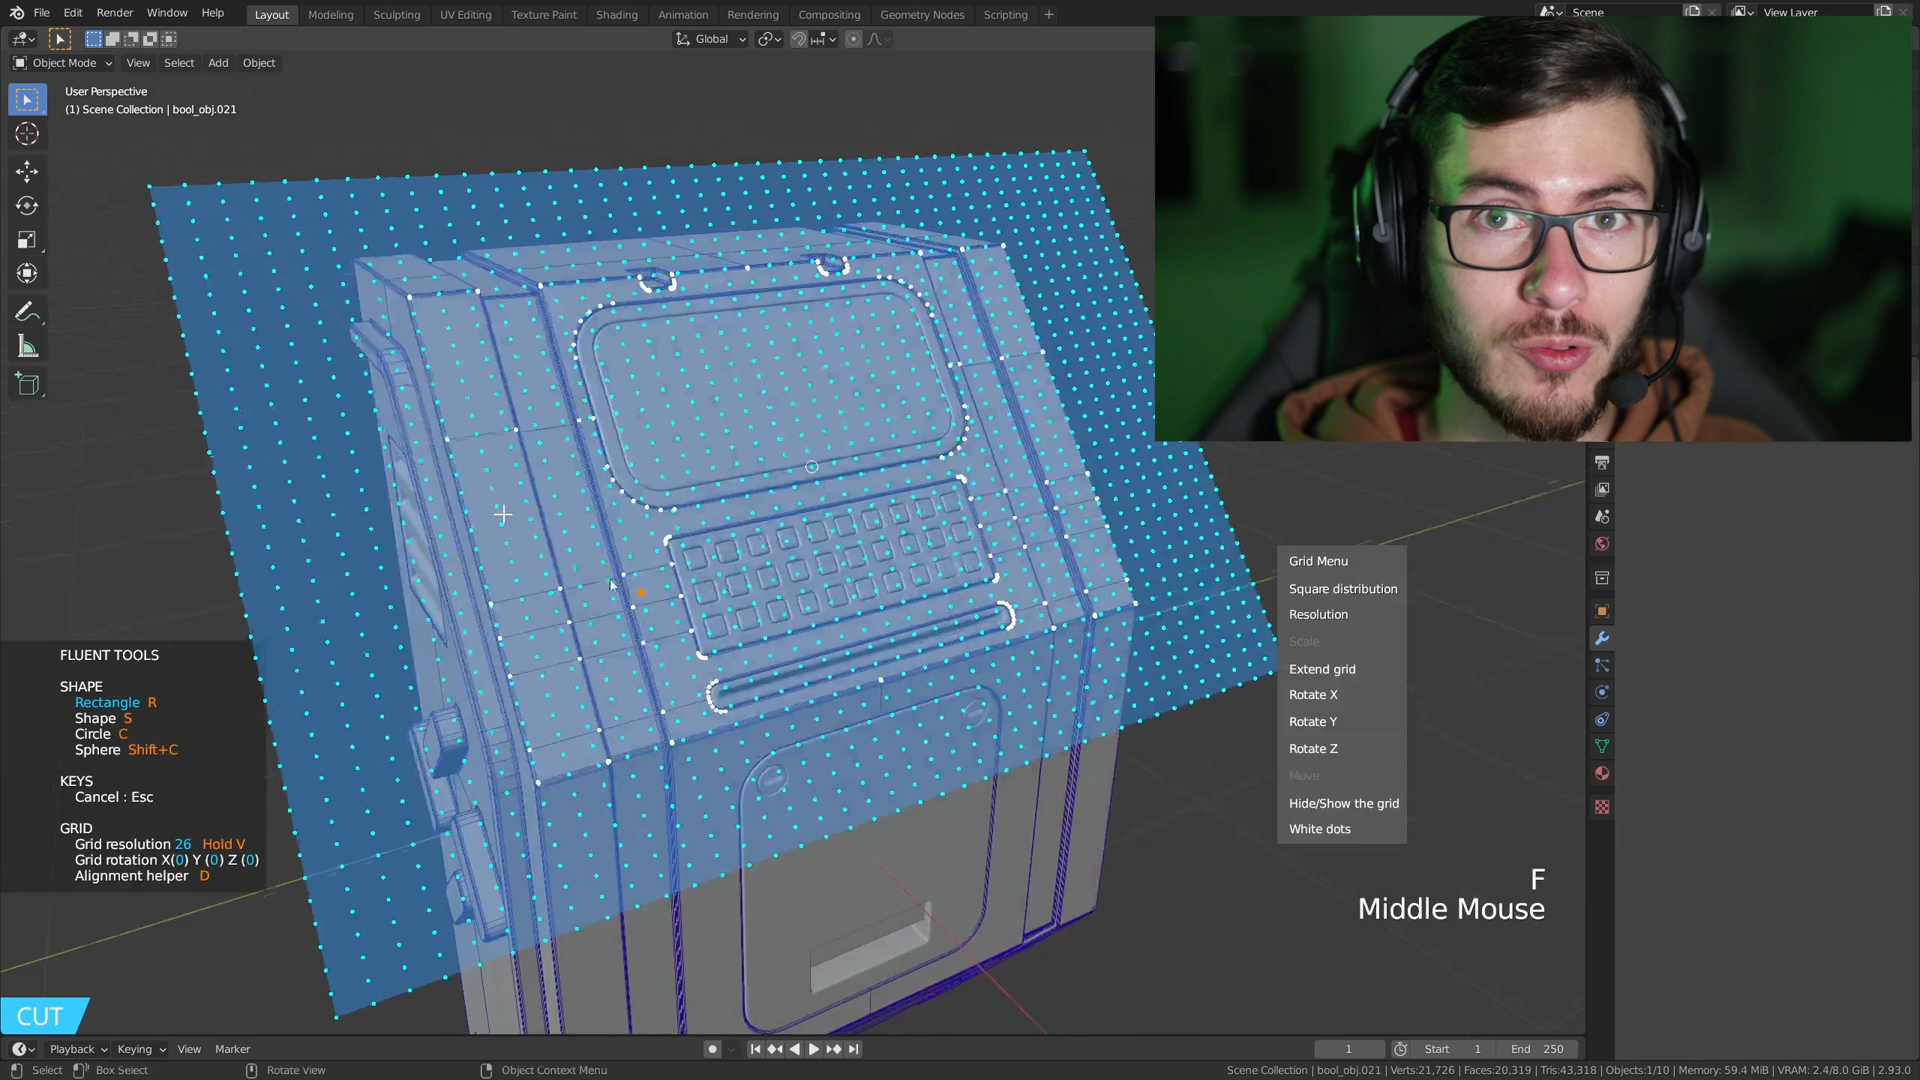 File Edit Render Window Help
Layout Modeling Sculpting UV Editing Texture Paint Shading Animation Rendering Compositing Geometry Nodes Scripting +
Scene
View Layer
Global
Object Mode View Select Add Object
User Perspective
(1) Scene Collection | bool_obj.021
Grid Menu
Square distribution
Resolution
Scale
Extend grid
Rotate X
Rotate Y
Rotate Z
Move
Hide/Show the grid
White dots
FLUENT TOOLS
SHAPE
Rectangle R
Shape S
Circle C
Sphere Shift+C
KEYS
Cancel : Esc
GRID
Grid resolution 26 Hold V
Grid rotation X(0) Y (0) Z (0)
Alignment helper D
F
Middle Mouse
CUT
Playback Keying View Marker
1 Start 1 End 250
Select Box Select Rotate View Object Context Menu
Scene Collection | bool_obj.021 | Verts:21,726 | Faces:20,319 | Tris:43,318 | Objects:1/10 | Memory: 59.4 MiB | VRAM: 2.4/8.0 GiB | 2.93.0